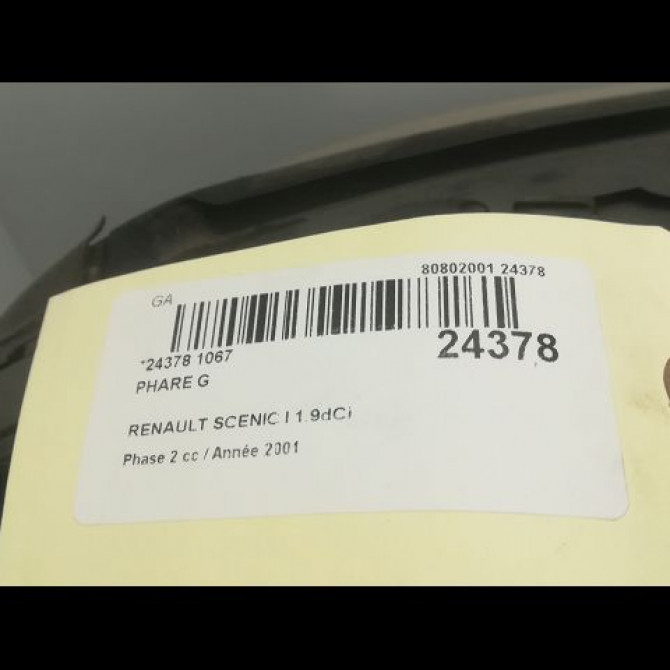 80802001 24378
GA
*24378 1067
24378
PHARE G
RENAULT SCENIC I 1.9dCi
Phase 2 cc / Année 2001